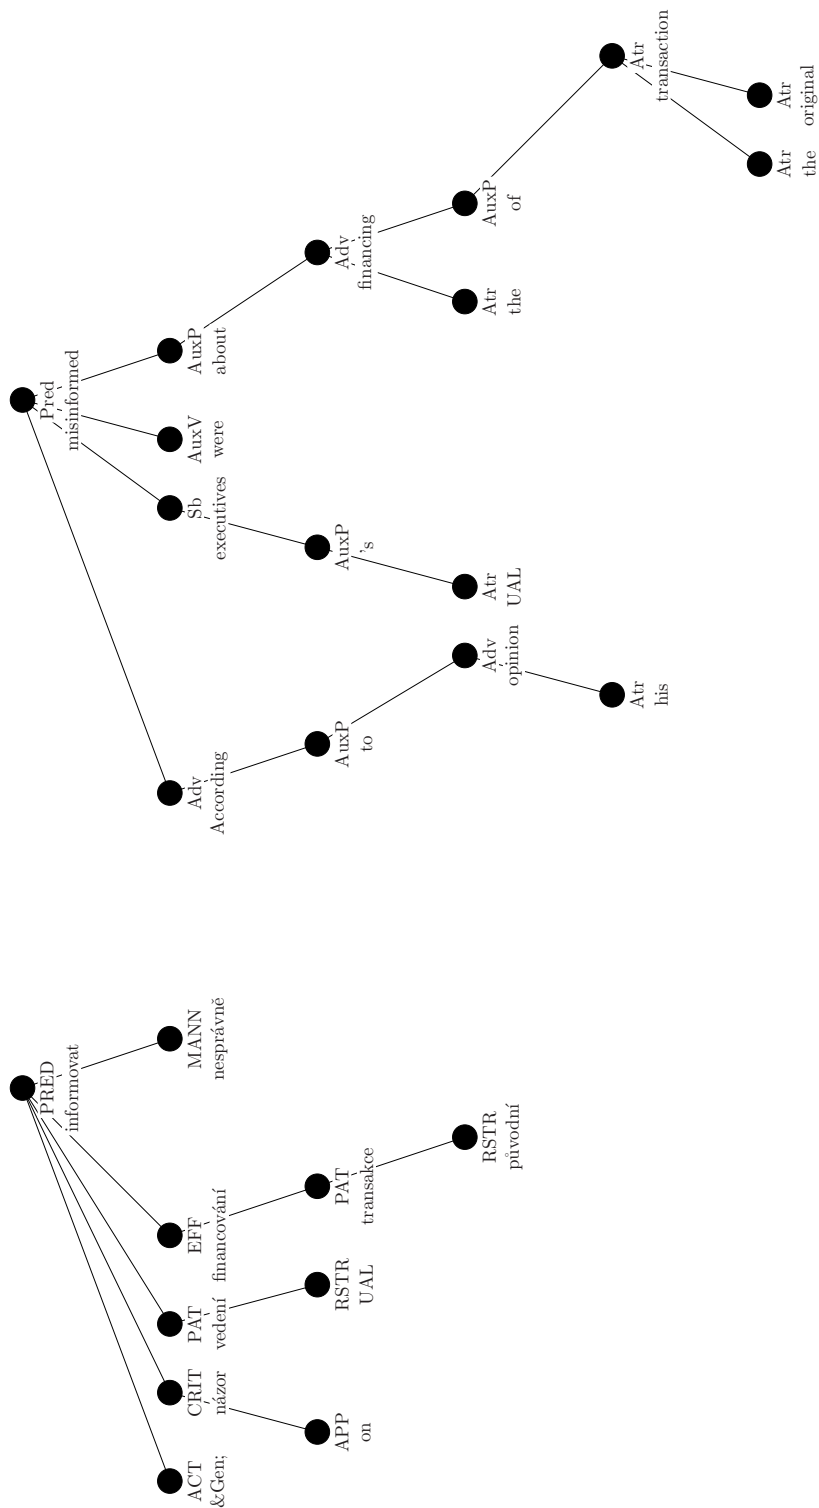 PRED
informovat
ACT
&Gen;
CRIT
názor
PAT
vedení
EFF
financování
MANN
nesprávně
APP
on
RSTR
UAL
PAT
transakce
RSTR
původní
Pred
misinformed
Adv
According
Sb
executives
AuxV
were
AuxP
about
AuxP
to
AuxP
's
Adv
financing
Adv
opinion
Atr
UAL
Atr
the
AuxP
of
Atr
his
Atr
transaction
Atr
the
Atr
original